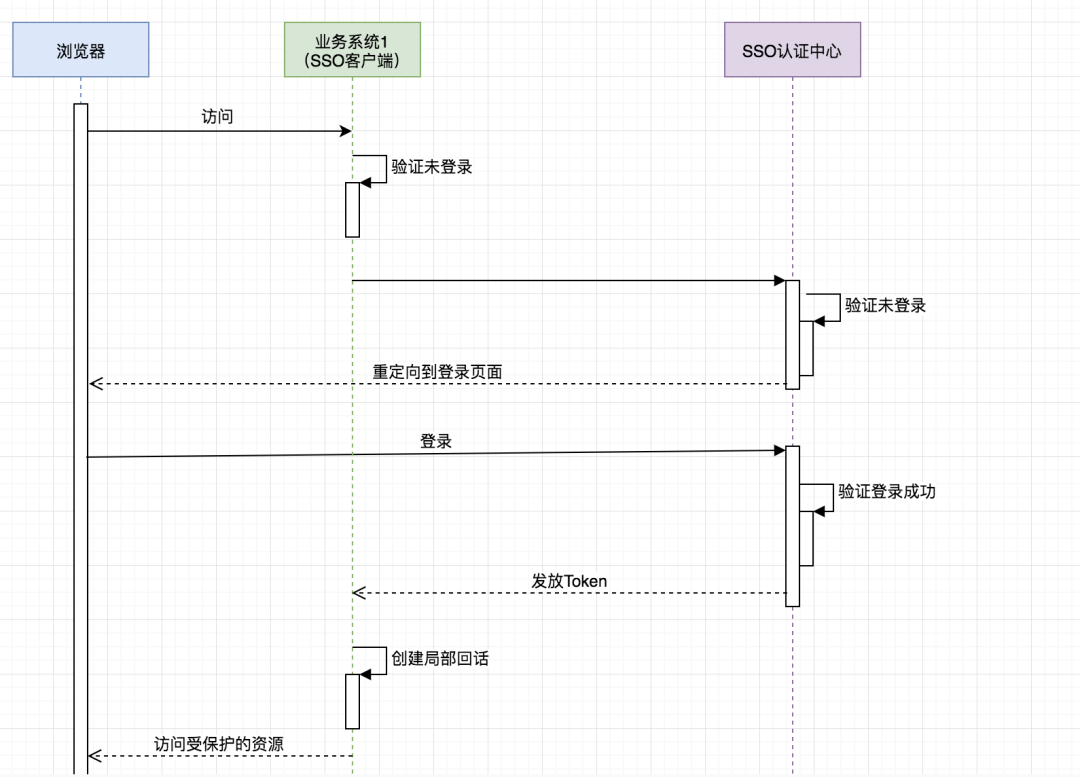 浏览器
业务系统1
（SSO客户端）
SSO认证中心
访问
验证未登录
验证未登录
重定向到登录页面
登录
验证登录成功
发放Token
创建局部回话
访问受保护的资源